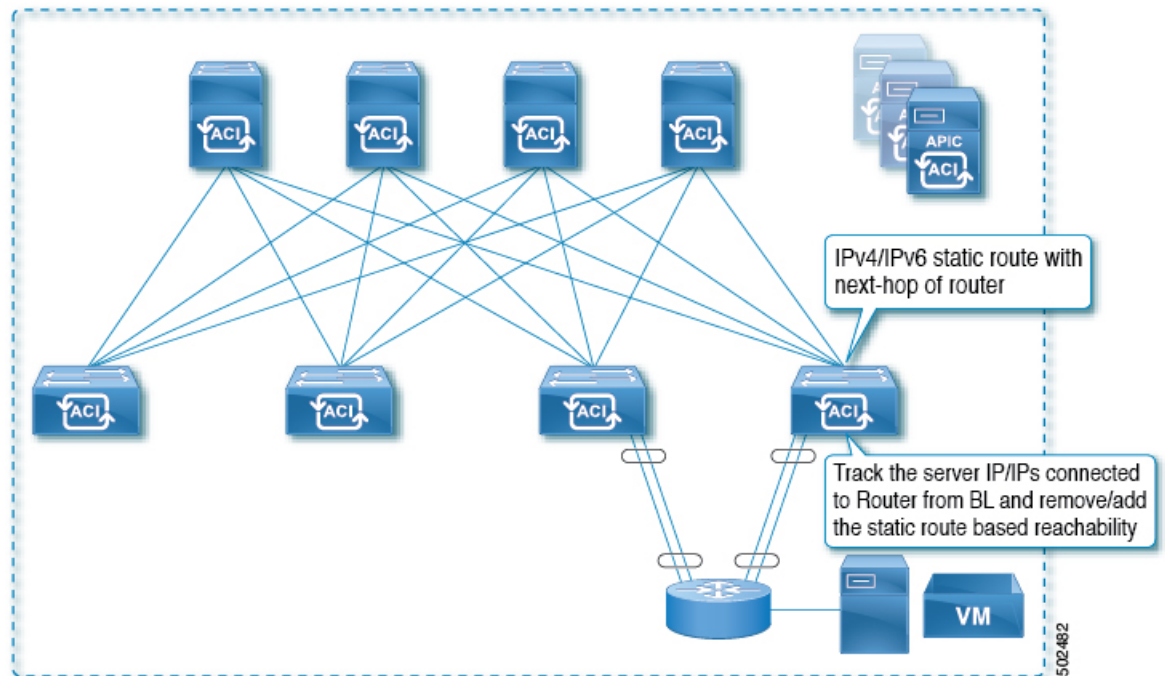 ACI
ACI
ACI
ACI
APIC
ACI
IPv4/IPv6 static route with
next-hop of router
ACI
ACI
ACI
ACI
Track the server IP/IPs connected
to Router from BL and remove/add
the static route based reachability
VM
502482